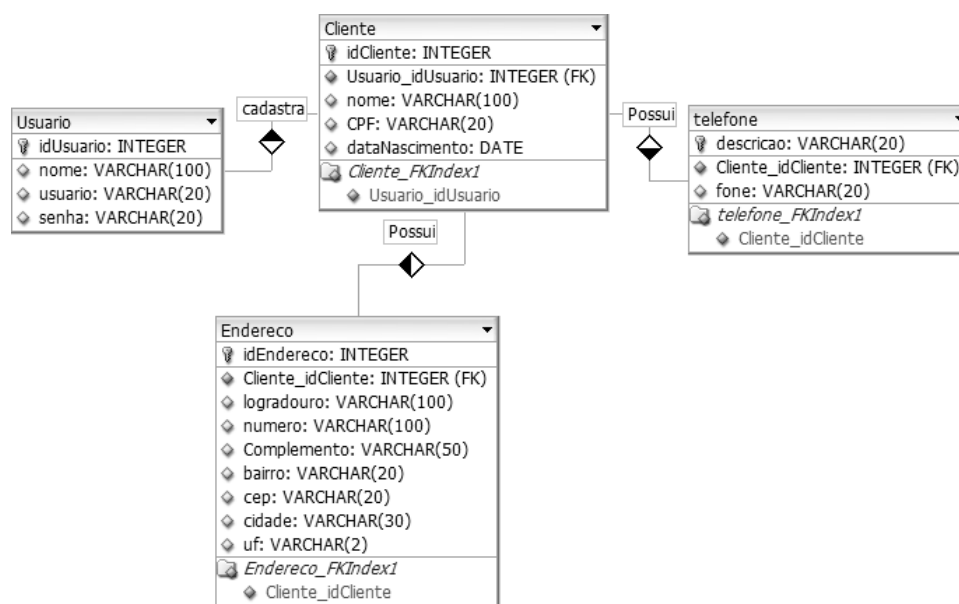 Cliente
idCliente: INTEGER
Usuario_idUsuario: INTEGER (FK)
nome: VARCHAR(100)
CPF: VARCHAR(20)
dataNascimento: DATE
Cliente_FKIndex1
Usuario_idUsuario
cadastra
Usuario
idUsuario: INTEGER
nome: VARCHAR(100)
usuario: VARCHAR(20)
senha: VARCHAR(20)
Possui
telefone
descricao: VARCHAR(20)
Cliente_idCliente: INTEGER (FK)
fone: VARCHAR(20)
telefone_FKIndex1
Cliente_idCliente
Possui
Endereco
idEndereco: INTEGER
Cliente_idCliente: INTEGER (FK)
logradouro: VARCHAR(100)
numero: VARCHAR(100)
Complemento: VARCHAR(50)
bairro: VARCHAR(20)
cep: VARCHAR(20)
cidade: VARCHAR(30)
uf: VARCHAR(2)
Endereco_FKIndex1
Cliente_idCliente